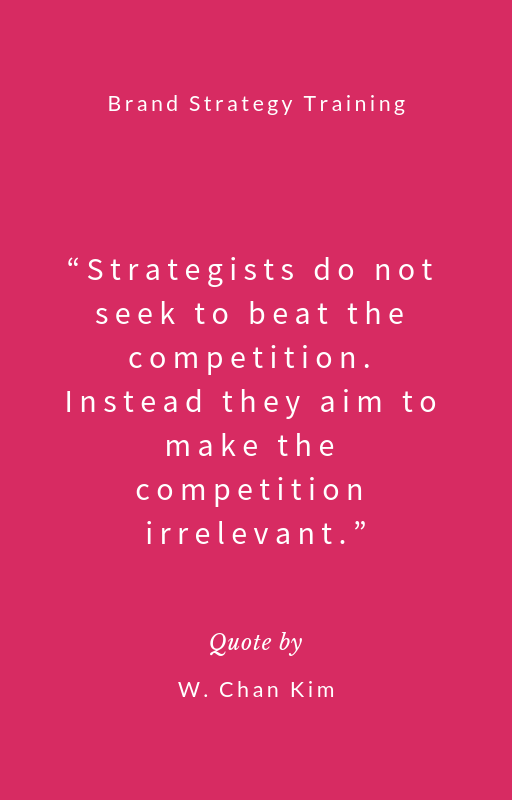 Brand Strategy Training
“Strategists do not
seek to beat the
competition.
Instead they aim to
make the
competition
irrelevant.”
Quote by
W. Chan Kim